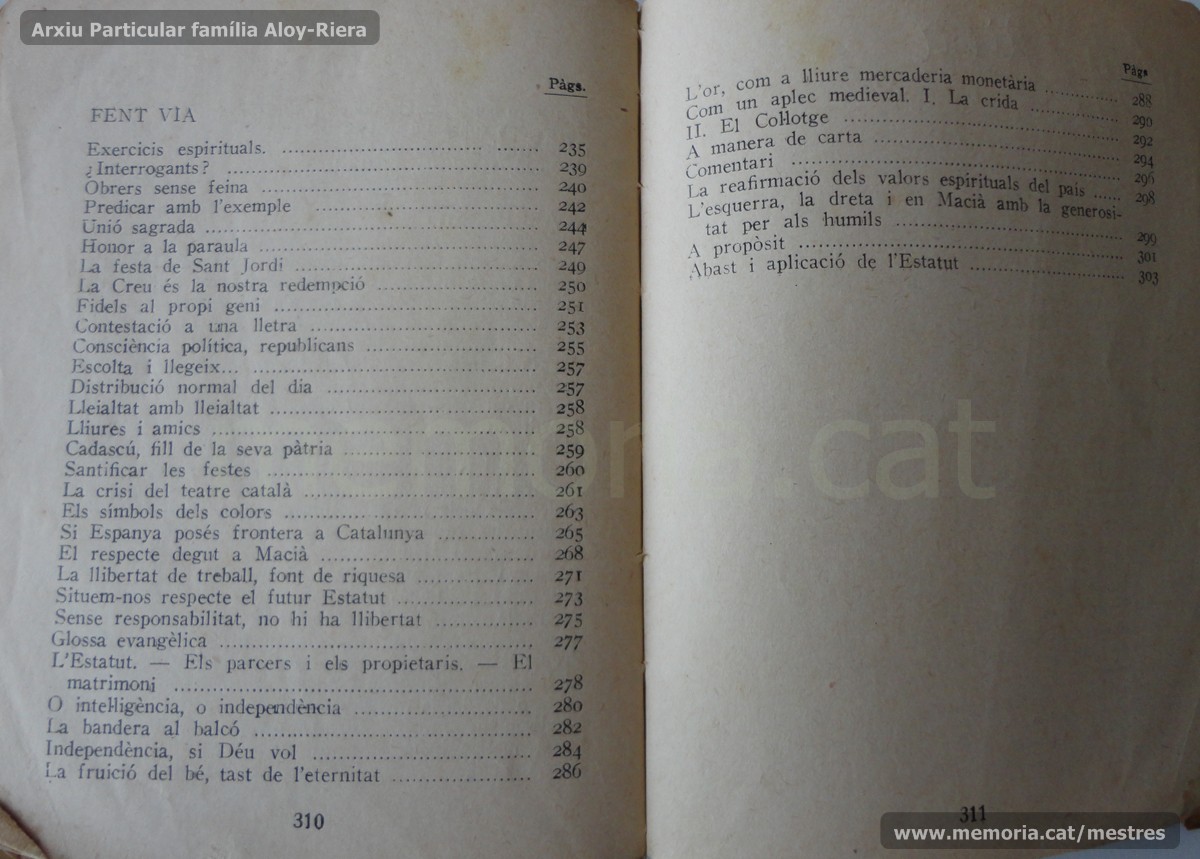 Arxiu Particular família Aloy-Riera
Pàgs.
FENT VIA
Exercicis espirituals. .......... 235
¿Interrogants? .......... 239
Obrers sense feina .......... 240
Predicar amb l'exemple .......... 242
Unió sagrada .......... 244
Honor a la paraula .......... 247
La festa de Sant Jordi .......... 249
La Creu és la nostra redempció .......... 250
Fidels al propi geni .......... 251
Contestació a una lletra .......... 253
Consciència política, republicans .......... 255
Escolta i llegeix... .......... 257
Distribució normal del dia .......... 257
Lleialtat amb lleialtat .......... 258
Lliures i amics .......... 258
Cadascú, fill de la seva pàtria .......... 259
Santificar les festes .......... 260
La crisi del teatre català .......... 261
Els símbols dels colors .......... 263
Si Espanya posés frontera a Catalunya .......... 265
El respecte degut a Macià .......... 268
La llibertat de treball, font de riquesa .......... 271
Situem-nos respecte el futur Estatut .......... 273
Sense responsabilitat, no hi ha llibertat .......... 275
Glossa evangèlica .......... 277
L'Estatut. — Els parcers i els propietaris. — El
matrimoni .......... 278
O intel·ligència, o independència .......... 280
La bandera al balcó .......... 282
Independència, si Déu vol .......... 284
La fruició del bé, tast de l'eternitat .......... 286
310
Pàgs
L'or, com a lliure mercaderia monetària .......... 288
Com un aplec medieval. I. La crida .......... 290
II. El Col·lotge .......... 292
A manera de carta .......... 294
Comentari .......... 296
La reafirmació dels valors espirituals del país .......... 298
L'esquerra, la dreta i en Macià amb la generosi-
tat per als humils .......... 299
A propòsit .......... 301
Abast i aplicació de l'Estatut .......... 303
311
www.memoria.cat/mestres